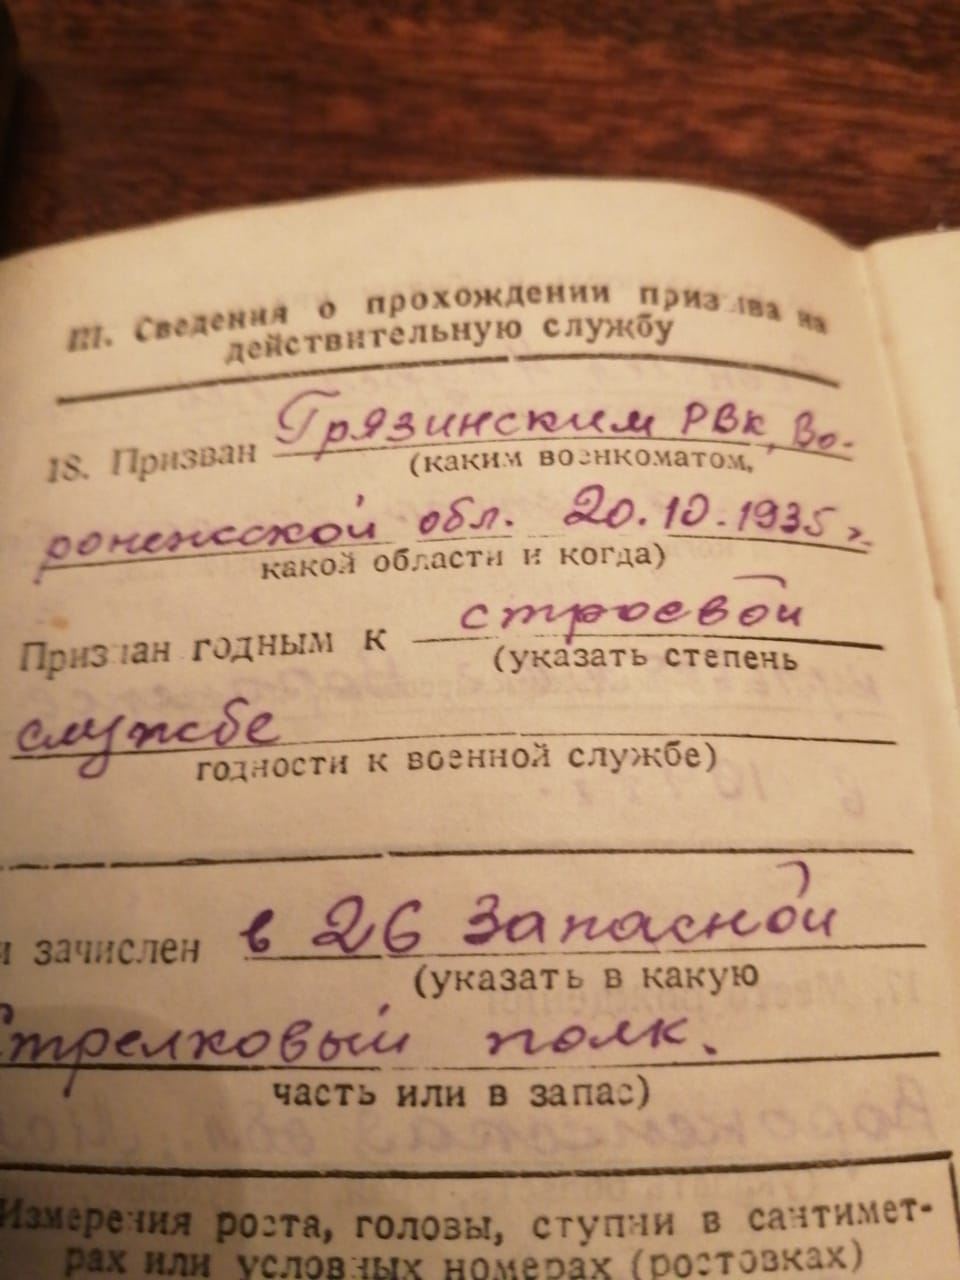 III. Сведения о прохождении призыва на
действительную службу
18. Призван Грязинским РВК, Во-
(каким военкоматом,
ронежской обл. 20.10.1935 г.
какой области и когда)
Признан годным к строевой
(указать степень
службе
годности к военной службе)
и зачислен в 26 Запасной
(указать в какую
Стрелковый полк.
часть или в запас)
Измерения роста, головы, ступни в сантимет-
рах или условных номерах (ростовках)